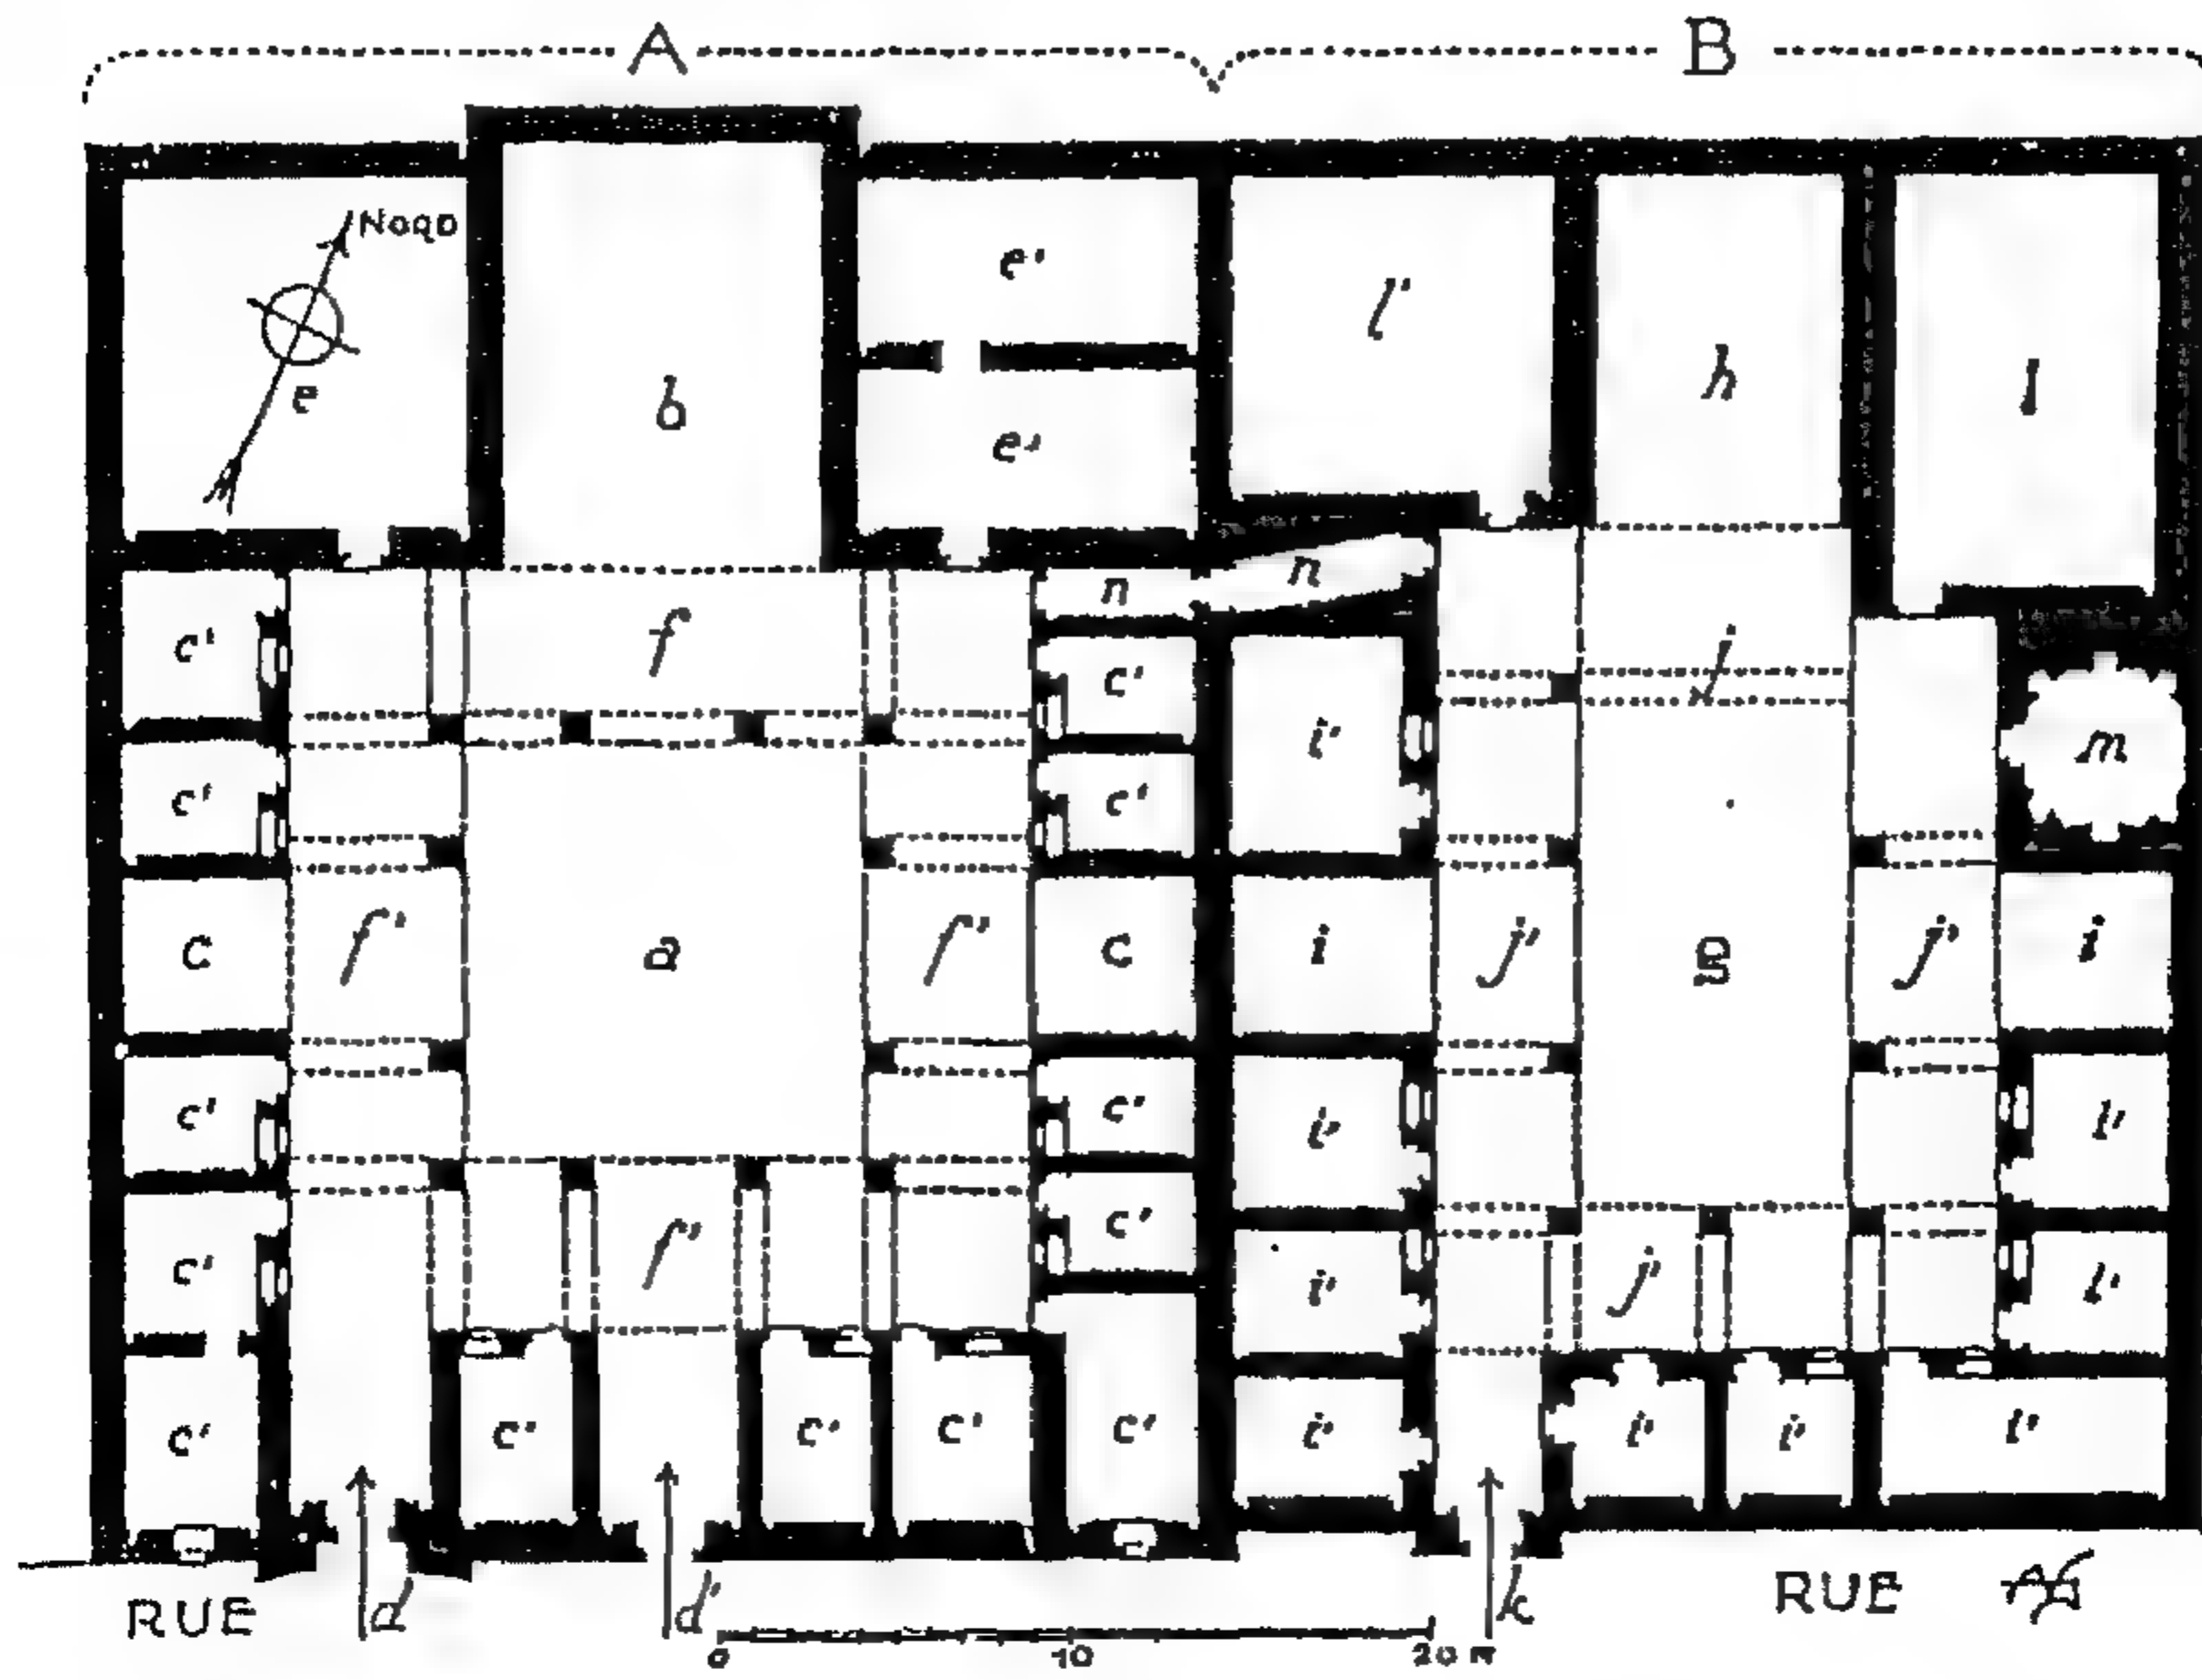 A B
NORD
e' l'
h l
e b
e'
n n
c' f j
c' i' m
c' c'
c f' a f' c i j' g j' i
c' c' i' i'
c' f' c' i' j' i'
c' c' c' c' c' i' i' i' i'
RUE d d' k RUE
0 10 20 m